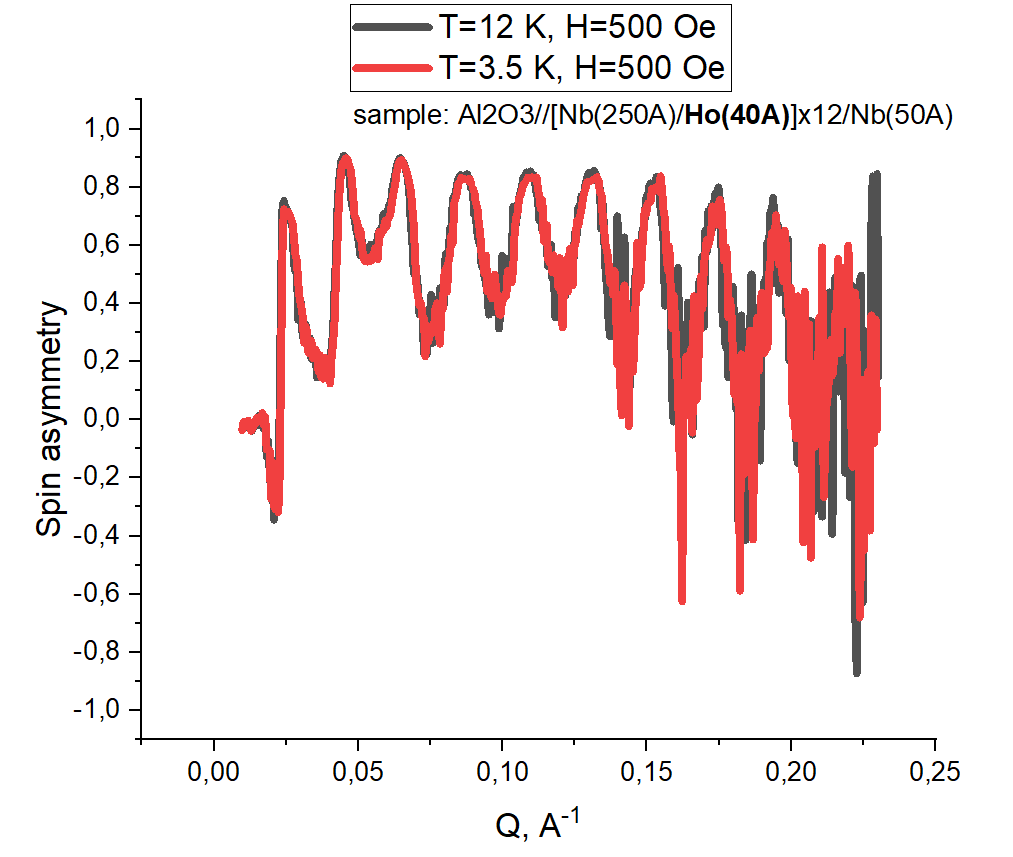 T=12 K, H=500 Oe
T=3.5 K, H=500 Oe
sample: Al2O3//[Nb(250A)/Ho(40A)]x12/Nb(50A)
1,0
0,8
0,6
0,4
0,2
0,0
-0,2
-0,4
-0,6
-0,8
-1,0
Spin asymmetry
0,00 0,05 0,10 0,15 0,20 0,25
Q, A-1